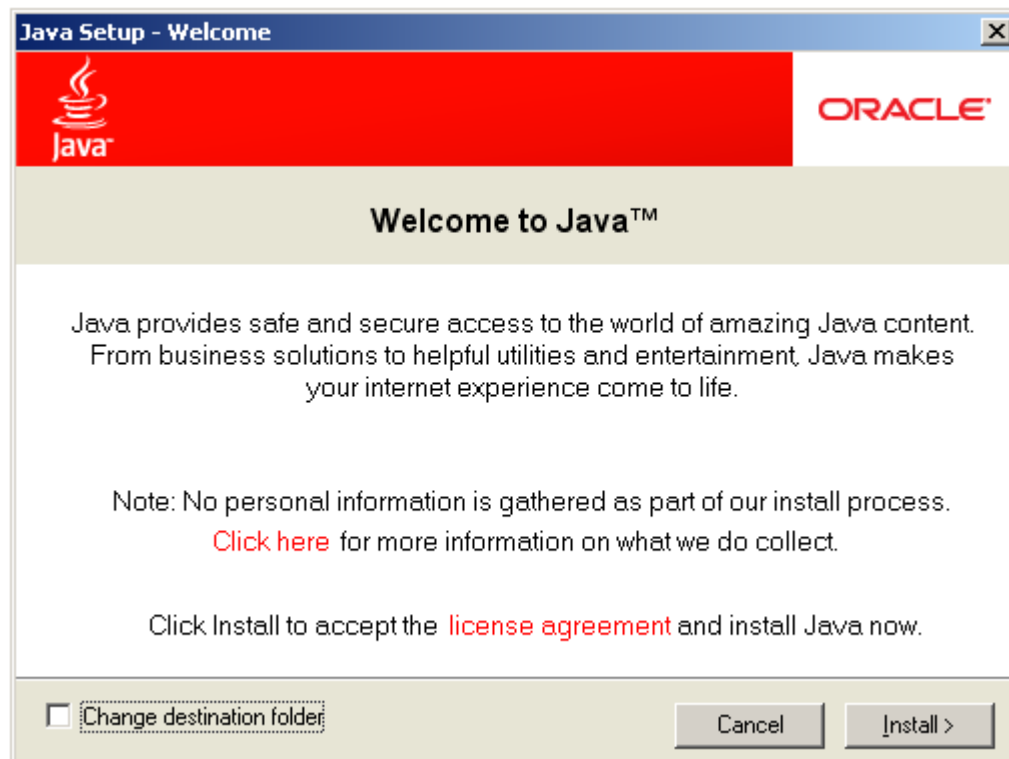 Java Setup - Welcome
Java™
ORACLE®
Welcome to Java™
Java provides safe and secure access to the world of amazing Java content.
From business solutions to helpful utilities and entertainment, Java makes
your internet experience come to life.
Note: No personal information is gathered as part of our install process.
Click here for more information on what we do collect.
Click Install to accept the license agreement and install Java now.
Change destination folder
Cancel
Install >